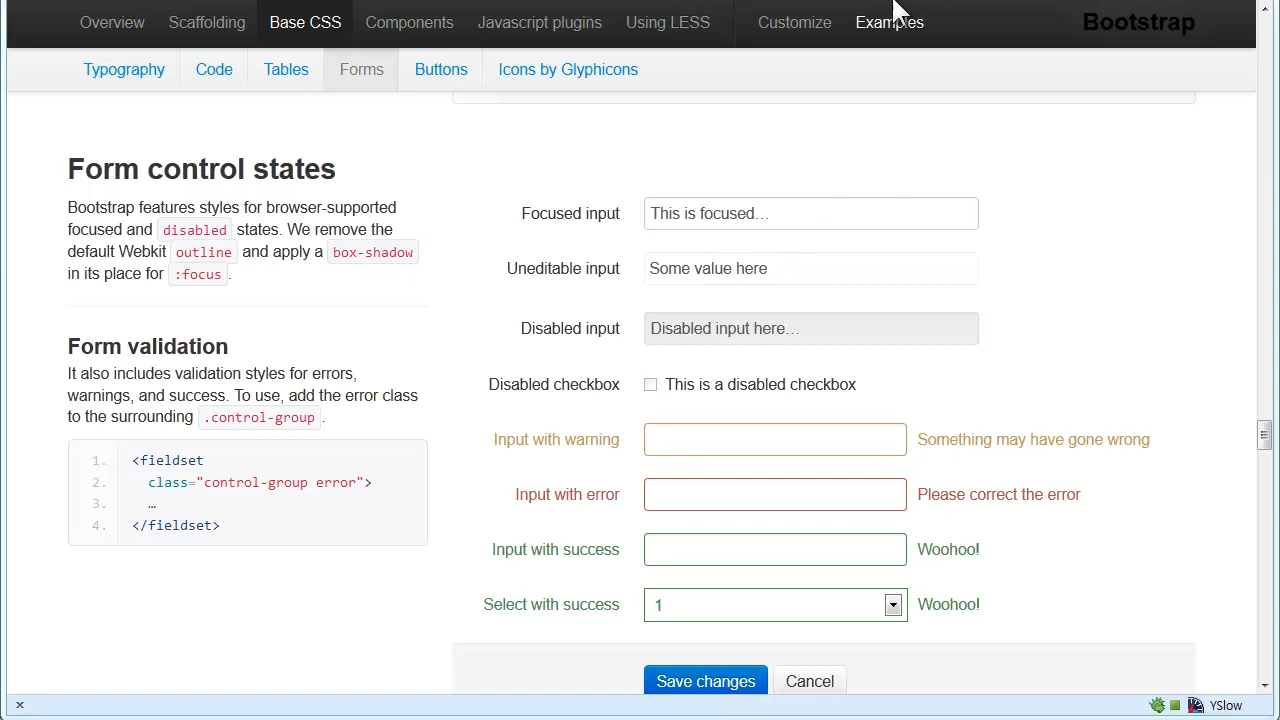 Overview Scaffolding Base CSS Components Javascript plugins Using LESS Customize Examples Bootstrap
Typography Code Tables Forms Buttons Icons by Glyphicons
Form control states
Bootstrap features styles for browser-supported
focused and disabled states. We remove the
default Webkit outline and apply a box-shadow
in its place for :focus.
Form validation
It also includes validation styles for errors,
warnings, and success. To use, add the error class
to the surrounding .control-group.
1. <fieldset
2. class="control-group error">
3. …
4. </fieldset>
Focused input This is focused…
Uneditable input Some value here
Disabled input Disabled input here…
Disabled checkbox This is a disabled checkbox
Input with warning Something may have gone wrong
Input with error Please correct the error
Input with success Woohoo!
Select with success 1 Woohoo!
Save changes Cancel
× YSlow